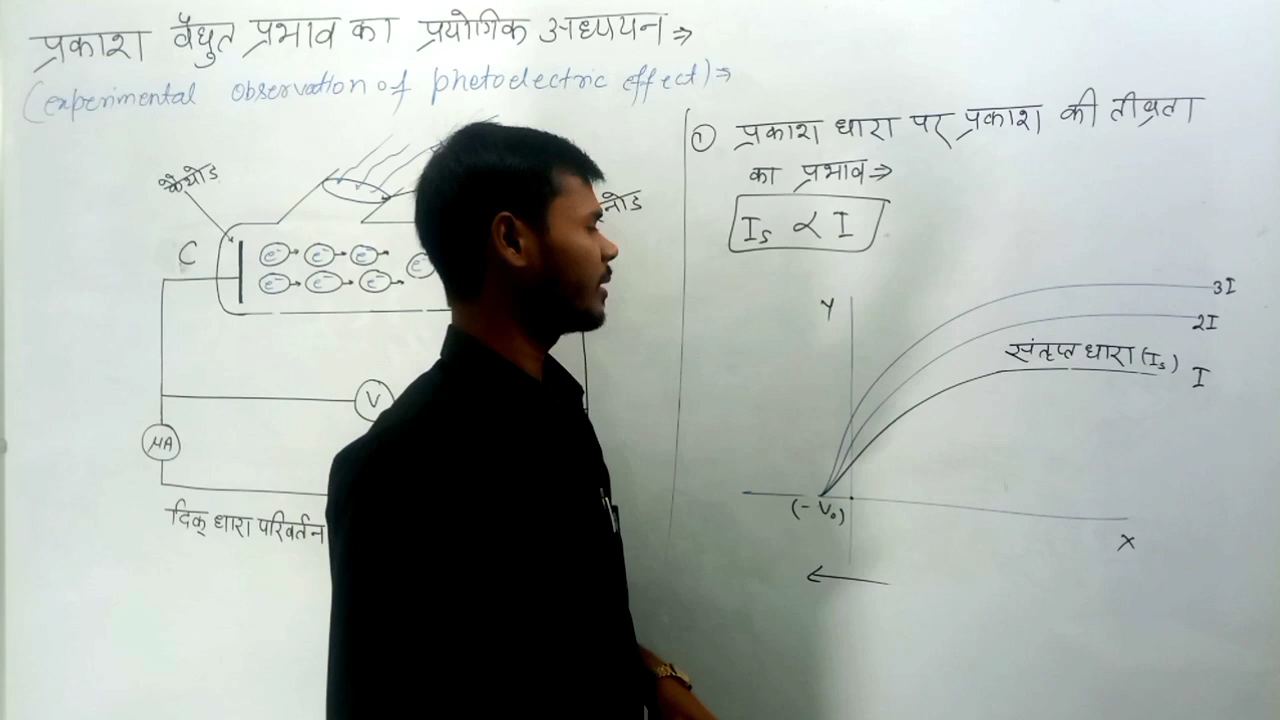 प्रकाश वैद्युत प्रभाव का प्रयोगिक अध्ययन ⇒
(experimental observation of photoelectric effect) ⇒
कैथोड
C
e⁻ e⁻ e⁻
e⁻ e⁻ e⁻ e⁻
V
μA
दिक् धारा परिवर्तन
① प्रकाश धारा पर प्रकाश की तीव्रता
का प्रभाव ⇒
Is ∝ I
Y
3I
2I
संतृप्त धारा (Is)
I
(- V₀)
X